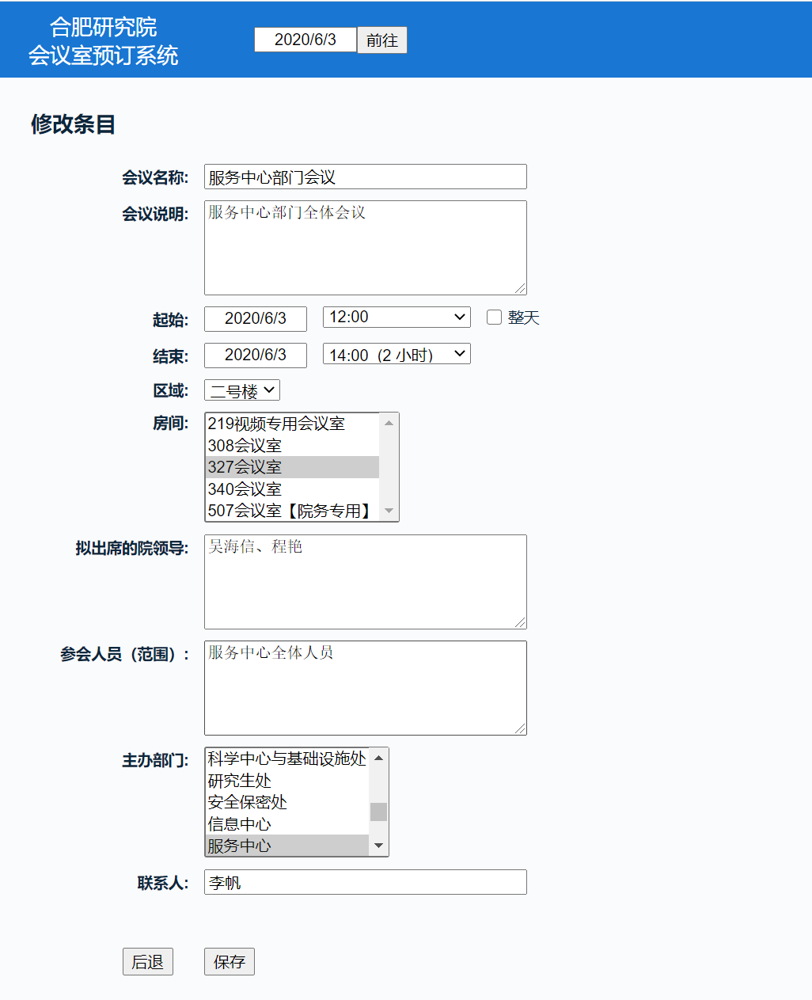 合肥研究院
会议室预订系统
2020/6/3 前往
修改条目
会议名称: 服务中心部门会议
会议说明: 服务中心部门全体会议
起始: 2020/6/3 12:00 整天
结束: 2020/6/3 14:00 (2 小时)
区域: 二号楼
房间: 219视频专用会议室
308会议室
327会议室
340会议室
507会议室【院务专用】
拟出席的院领导: 吴海信、程艳
参会人员（范围）: 服务中心全体人员
主办部门: 科学中心与基础设施处
研究生处
安全保密处
信息中心
服务中心
联系人: 李帆
后退 保存